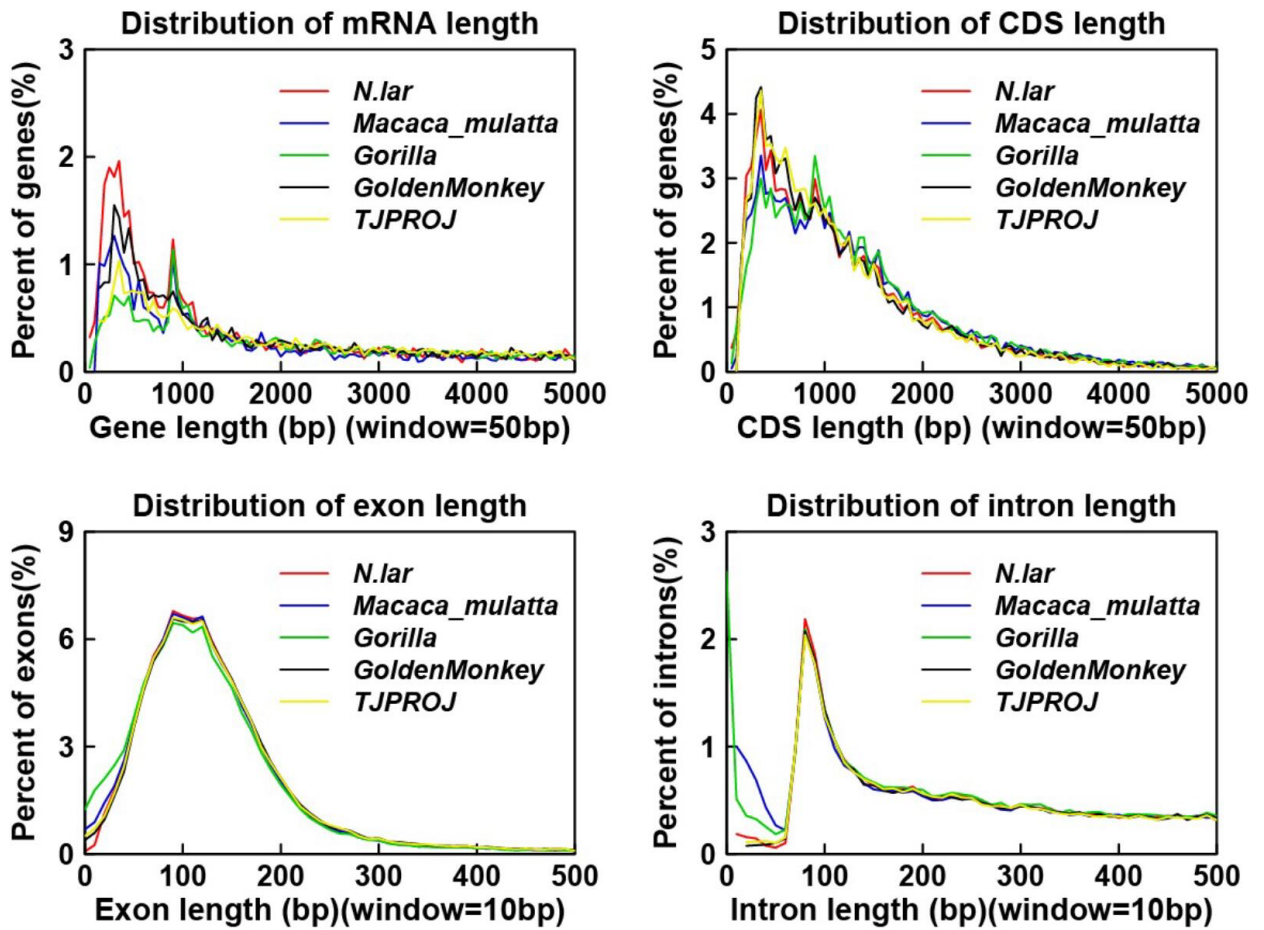 Distribution of mRNA length
Percent of genes(%)
3
2
1
0
N.lar
Macaca_mulatta
Gorilla
GoldenMonkey
TJPROJ
0 1000 2000 3000 4000 5000
Gene length (bp) (window=50bp)
Distribution of CDS length
Percent of genes(%)
5
4
3
2
1
0
N.lar
Macaca_mulatta
Gorilla
GoldenMonkey
TJPROJ
0 1000 2000 3000 4000 5000
CDS length (bp) (window=50bp)
Distribution of exon length
Percent of exons(%)
9
6
3
0
N.lar
Macaca_mulatta
Gorilla
GoldenMonkey
TJPROJ
0 100 200 300 400 500
Exon length (bp)(window=10bp)
Distribution of intron length
Percent of introns(%)
3
2
1
0
N.lar
Macaca_mulatta
Gorilla
GoldenMonkey
TJPROJ
0 100 200 300 400 500
Intron length (bp)(window=10bp)